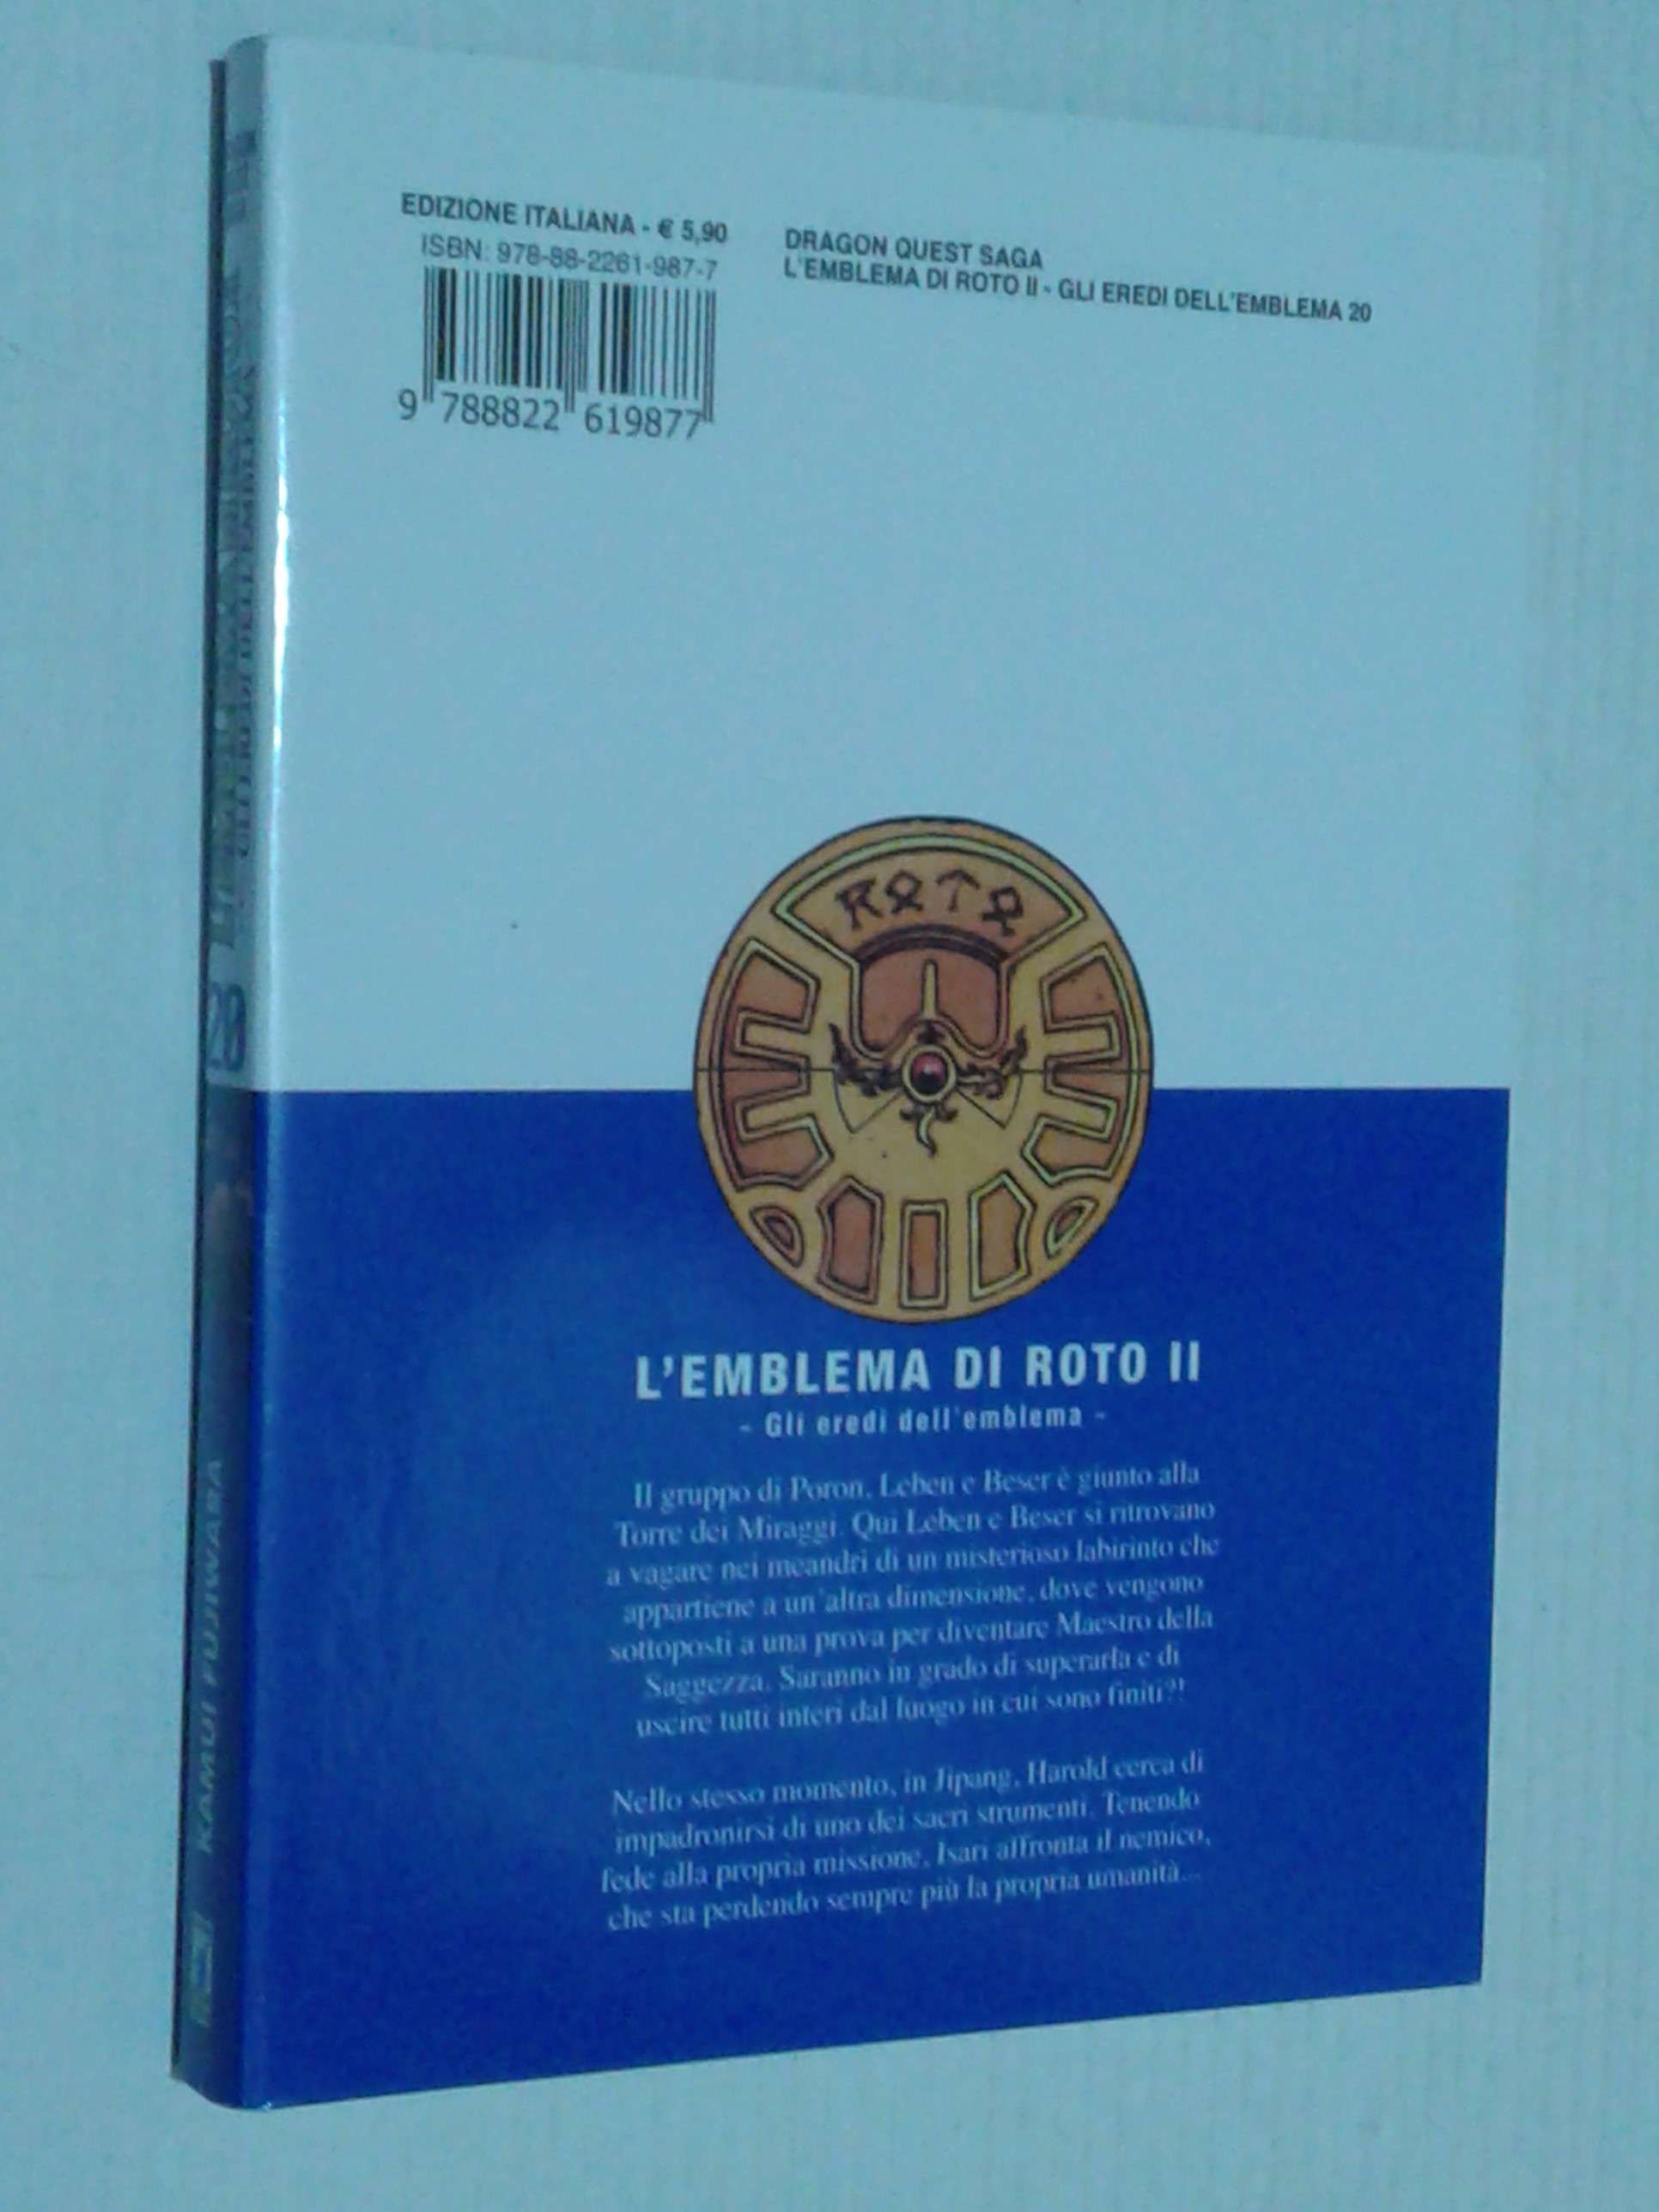 EDIZIONE ITALIANA - € 5,90
ISBN: 978-88-2261-987-7
9 788822 619877
DRAGON QUEST SAGA
L'EMBLEMA DI ROTO II - GLI EREDI DELL'EMBLEMA 20
ROTO
L'EMBLEMA DI ROTO II
- Gli eredi dell'emblema -
Il gruppo di Poron, Leben e Beser è giunto alla
Torre dei Miraggi. Qui Leben e Beser si ritrovano
a vagare nei meandri di un misterioso labirinto che
appartiene a un'altra dimensione, dove vengono
sottoposti a una prova per diventare Maestro della
Saggezza. Saranno in grado di superarla e di
uscire tutti interi dal luogo in cui sono finiti?!
Nello stesso momento, in Jipang, Harold cerca di
impadronirsi di uno dei sacri strumenti. Tenendo
fede alla propria missione, Isari affronta il nemico,
che sta perdendo sempre più la propria umanità...
GLI EREDI DELL'EMBLEMA
20
KAMUI FUJIWARA